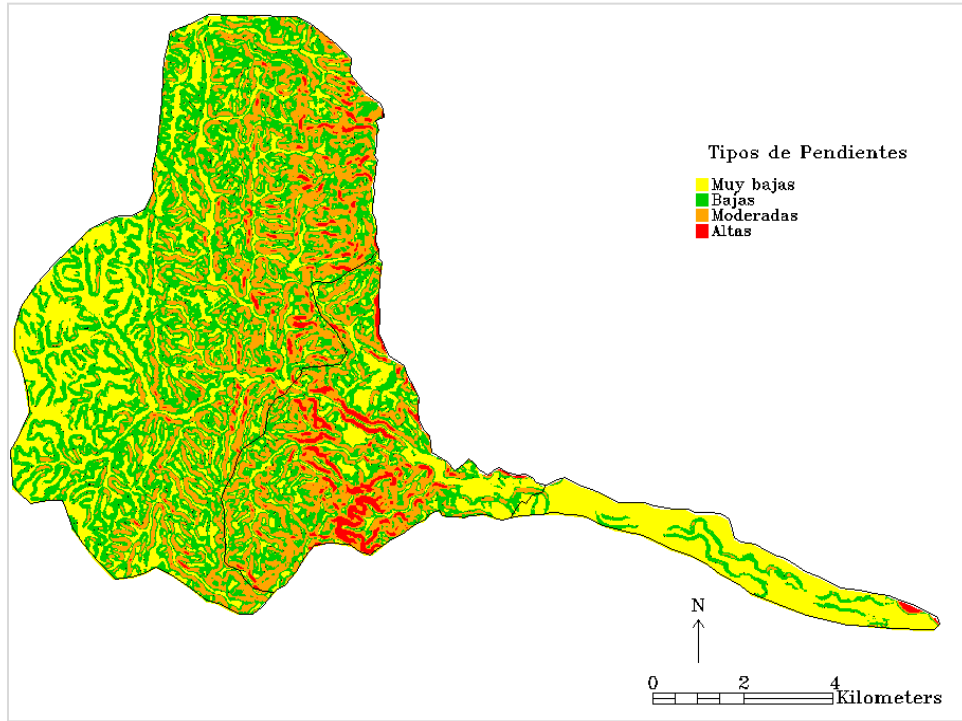 Tipos de Pendientes
Muy bajas
Bajas
Moderadas
Altas
N
0 2 4
Kilometers